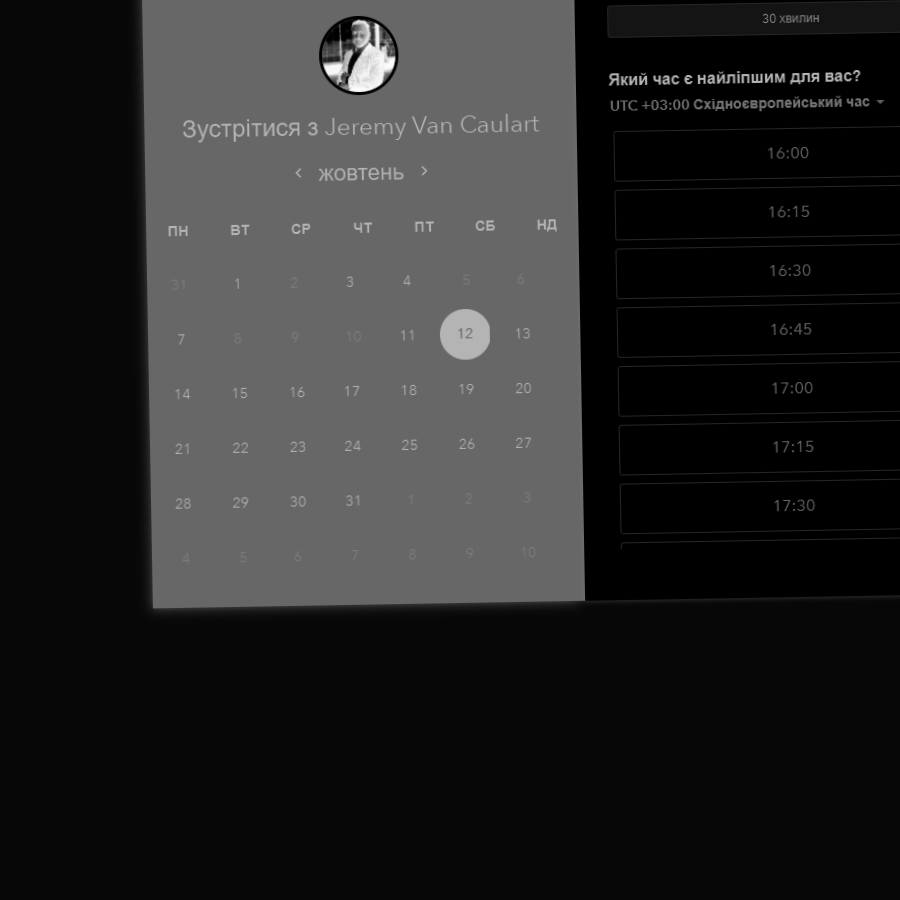 Зустрітися з Jeremy Van Caulart
‹ жовтень ›
ПН ВТ СР ЧТ ПТ СБ НД
31 1 2 3 4 5 6
7 8 9 10 11 12 13
14 15 16 17 18 19 20
21 22 23 24 25 26 27
28 29 30 31 1 2 3
4 5 6 7 8 9 10
30 хвилин
Який час є найліпшим для вас?
UTC +03:00 Східноєвропейський час
16:00
16:15
16:30
16:45
17:00
17:15
17:30